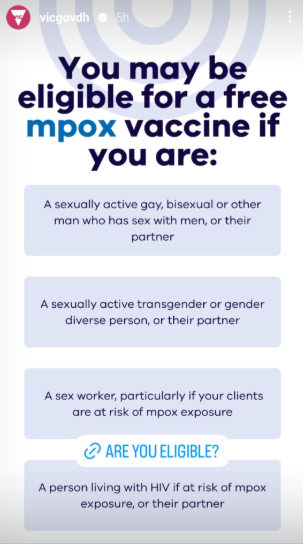 vicgovdh 5h
You may be
eligible for a free
mpox vaccine if
you are:
A sexually active gay, bisexual or other
man who has sex with men, or their
partner
A sexually active transgender or gender
diverse person, or their partner
A sex worker, particularly if your clients
are at risk of mpox exposure
ARE YOU ELIGIBLE?
A person living with HIV if at risk of mpox
exposure, or their partner